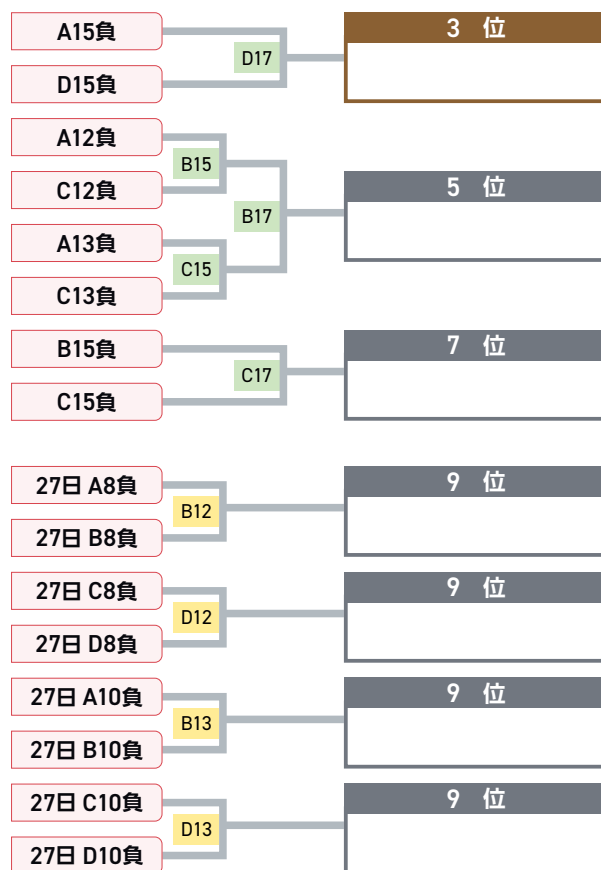 A15負
3 位
D17
D15負
A12負
B15
C12負
5 位
B17
A13負
C15
C13負
B15負
7 位
C17
C15負
27日 A8負
9 位
B12
27日 B8負
27日 C8負
9 位
D12
27日 D8負
27日 A10負
9 位
B13
27日 B10負
27日 C10負
9 位
D13
27日 D10負